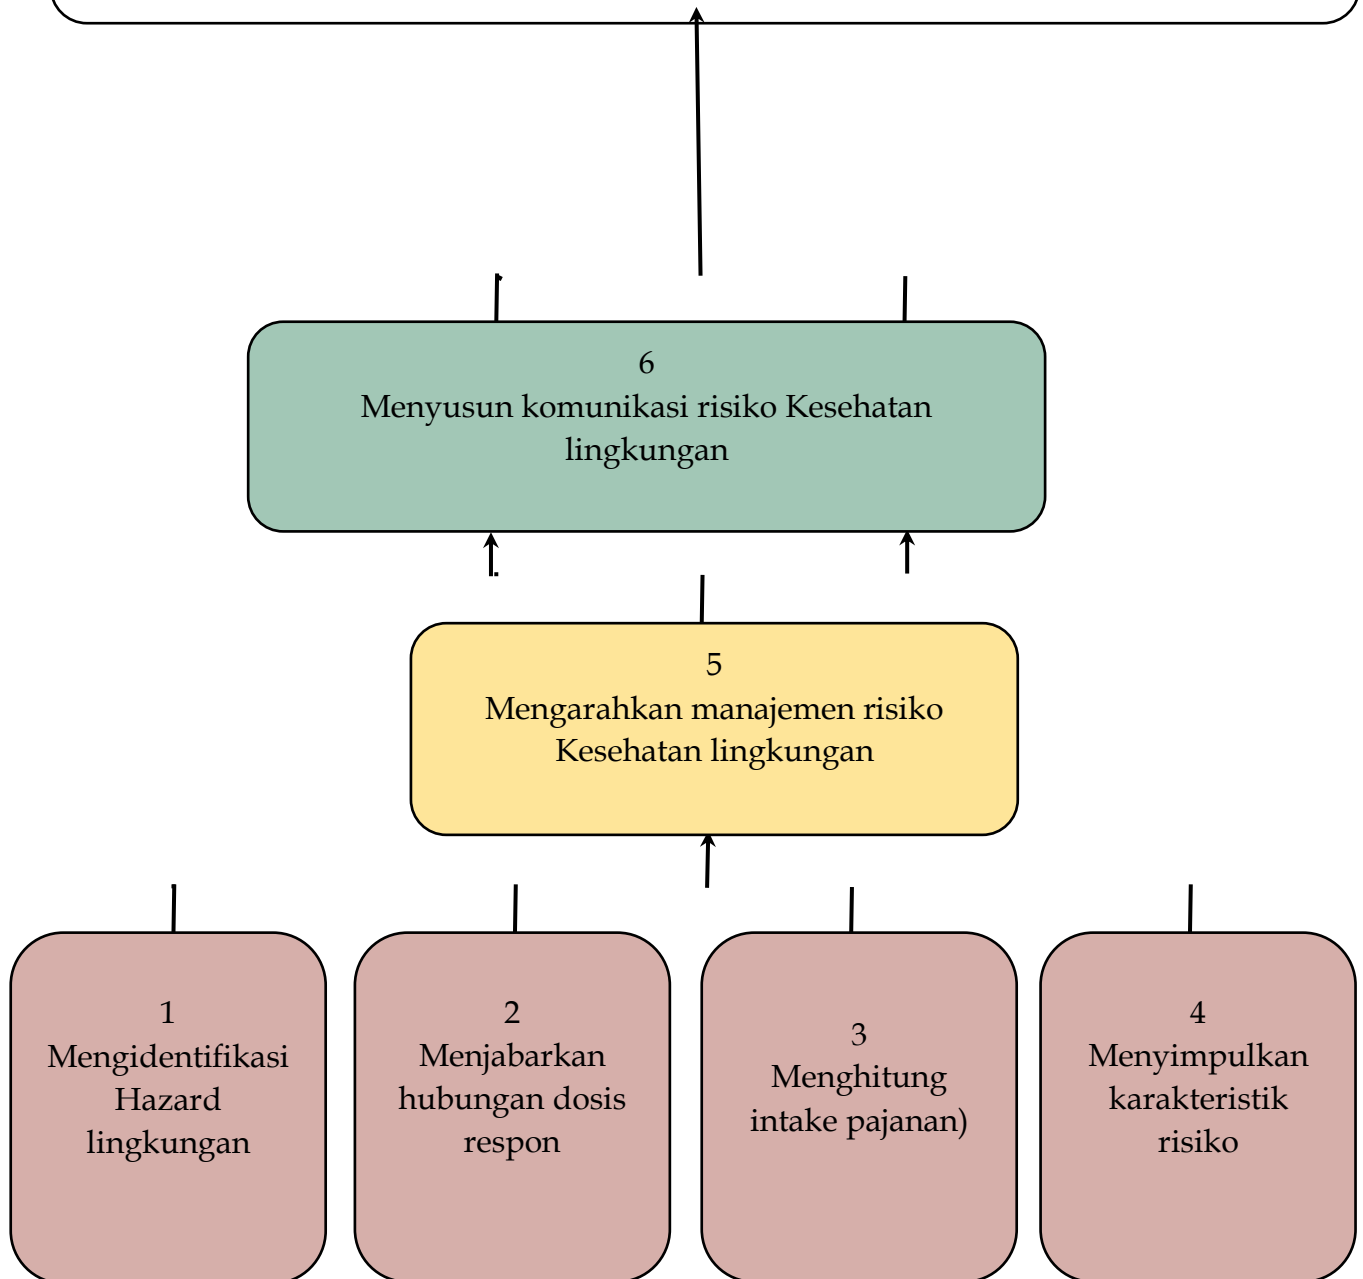 6
Menyusun komunikasi risiko Kesehatan
lingkungan
5
Mengarahkan manajemen risiko
Kesehatan lingkungan
1
Mengidentifikasi
Hazard
lingkungan
2
Menjabarkan
hubungan dosis
respon
3
Menghitung
intake pajanan)
4
Menyimpulkan
karakteristik
risiko